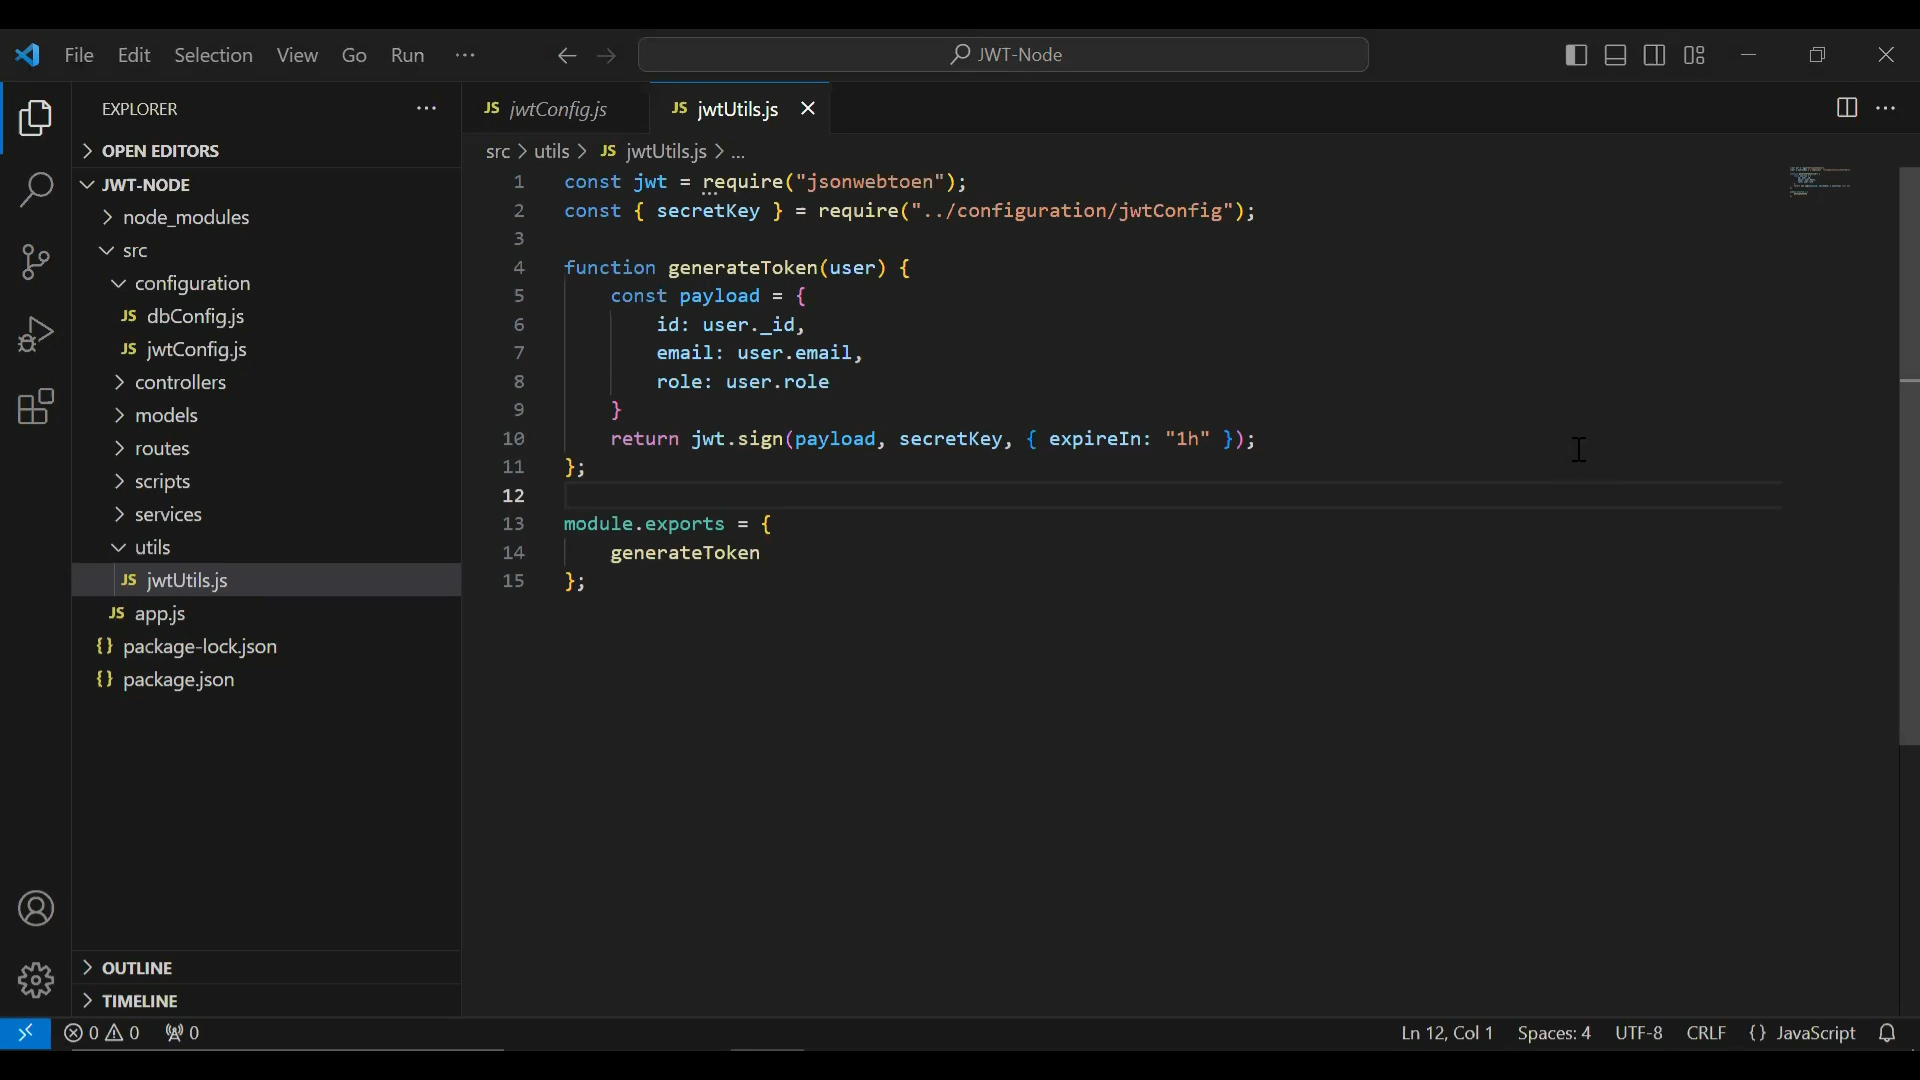 File Edit Selection View Go Run ··· JWT-Node
EXPLORER ···
OPEN EDITORS
JWT-NODE
node_modules
src
configuration
JS dbConfig.js
JS jwtConfig.js
controllers
models
routes
scripts
services
utils
JS jwtUtils.js
JS app.js
{} package-lock.json
{} package.json
OUTLINE
TIMELINE
JS jwtConfig.js JS jwtUtils.js
src > utils > JS jwtUtils.js > ...
1 const jwt = require("jsonwebtoen");
2 const { secretKey } = require("../configuration/jwtConfig");
3
4 function generateToken(user) {
5 const payload = {
6 id: user._id,
7 email: user.email,
8 role: user.role
9 }
10 return jwt.sign(payload, secretKey, { expireIn: "1h" });
11 };
12
13 module.exports = {
14 generateToken
15 };
0 0 0 Ln 12, Col 1 Spaces: 4 UTF-8 CRLF {} JavaScript